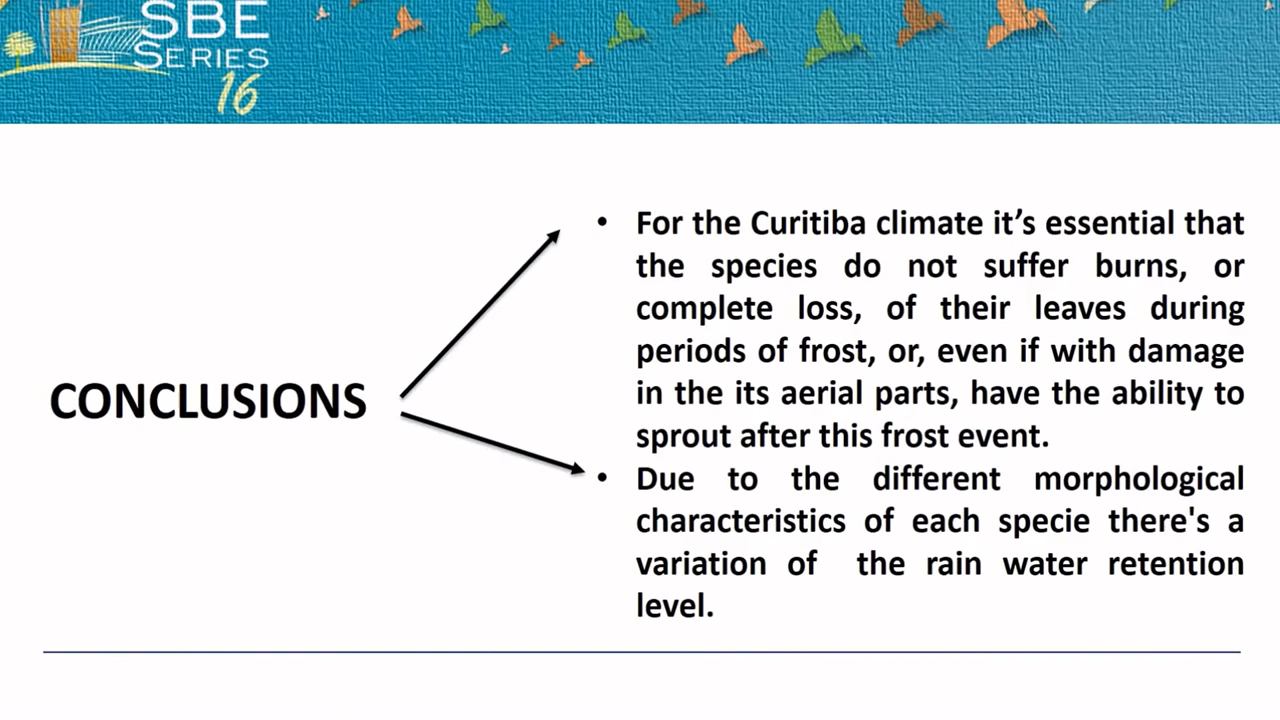 SBE
SERIES
16
CONCLUSIONS
• For the Curitiba climate it’s essential that
the species do not suffer burns, or
complete loss, of their leaves during
periods of frost, or, even if with damage
in the its aerial parts, have the ability to
sprout after this frost event.
• Due to the different morphological
characteristics of each specie there's a
variation of the rain water retention
level.